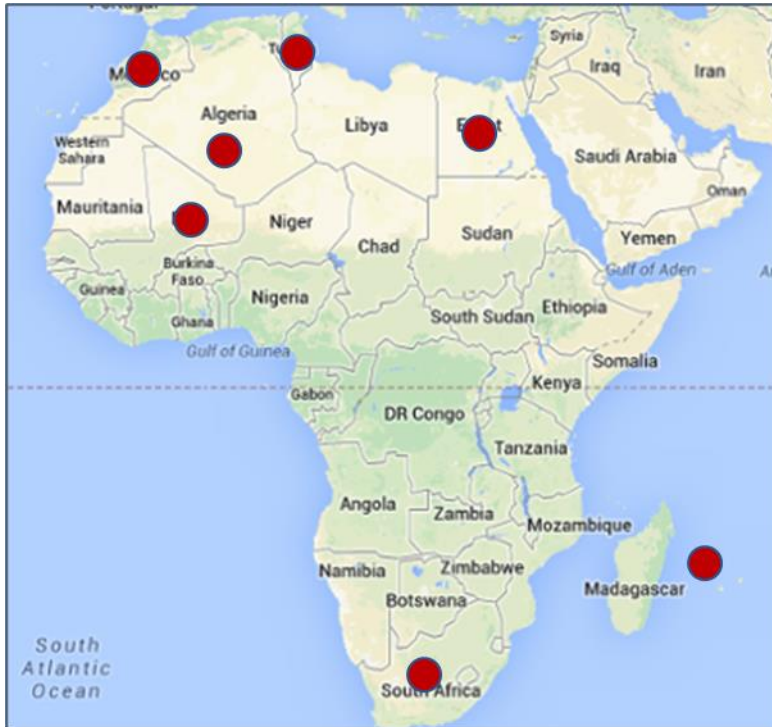 Syria
Iraq
Iran
Algeria
Libya
Western
Sahara
Saudi Arabia
Oman
Mauritania
Niger
Chad
Sudan
Yemen
Burkina
Faso
Gulf of Aden
Guinea
Nigeria
Ethiopia
Ghana
South Sudan
Gulf of Guinea
Somalia
Gabon
Kenya
DR Congo
Tanzania
Angola
Zambia
Mozambique
Namibia
Zimbabwe
Botswana
Madagascar
South
Atlantic
Ocean
South Africa